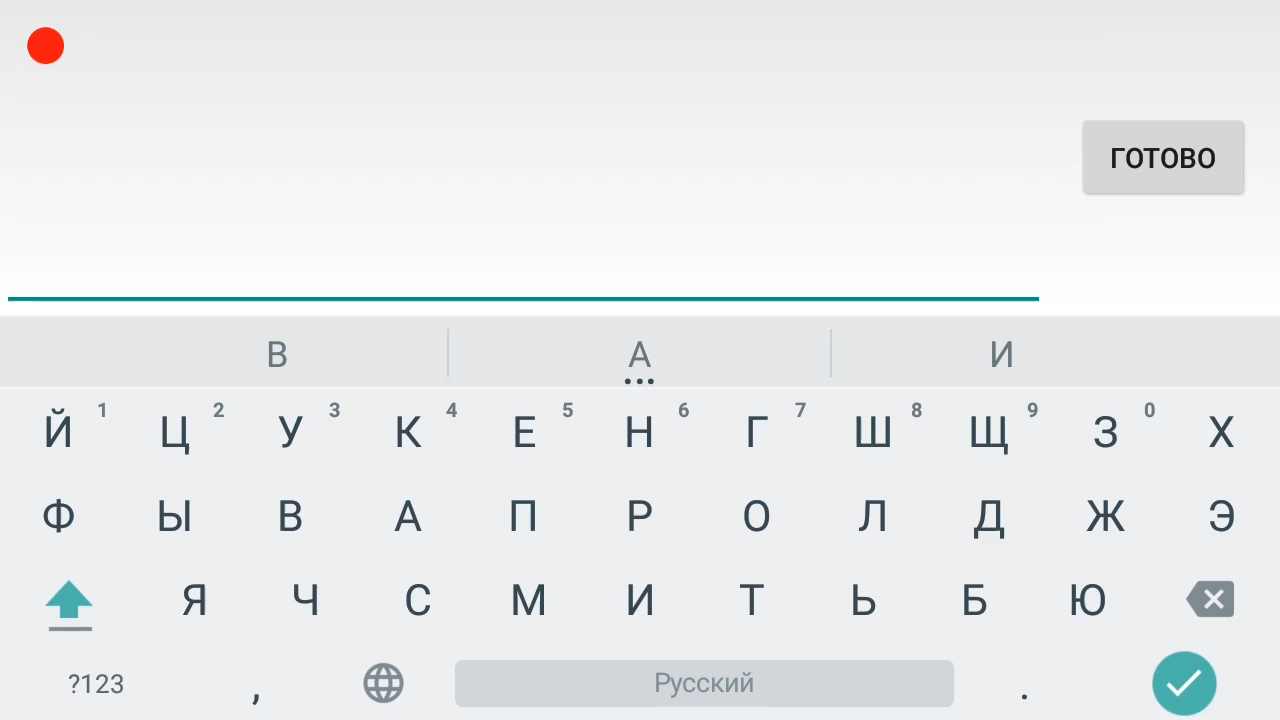 ГОТОВО
В А И
Й 1 Ц 2 У 3 К 4 Е 5 Н 6 Г 7 Ш 8 Щ 9 З 0 Х
Ф Ы В А П Р О Л Д Ж Э
Я Ч С М И Т Ь Б Ю
?123 , Русский .